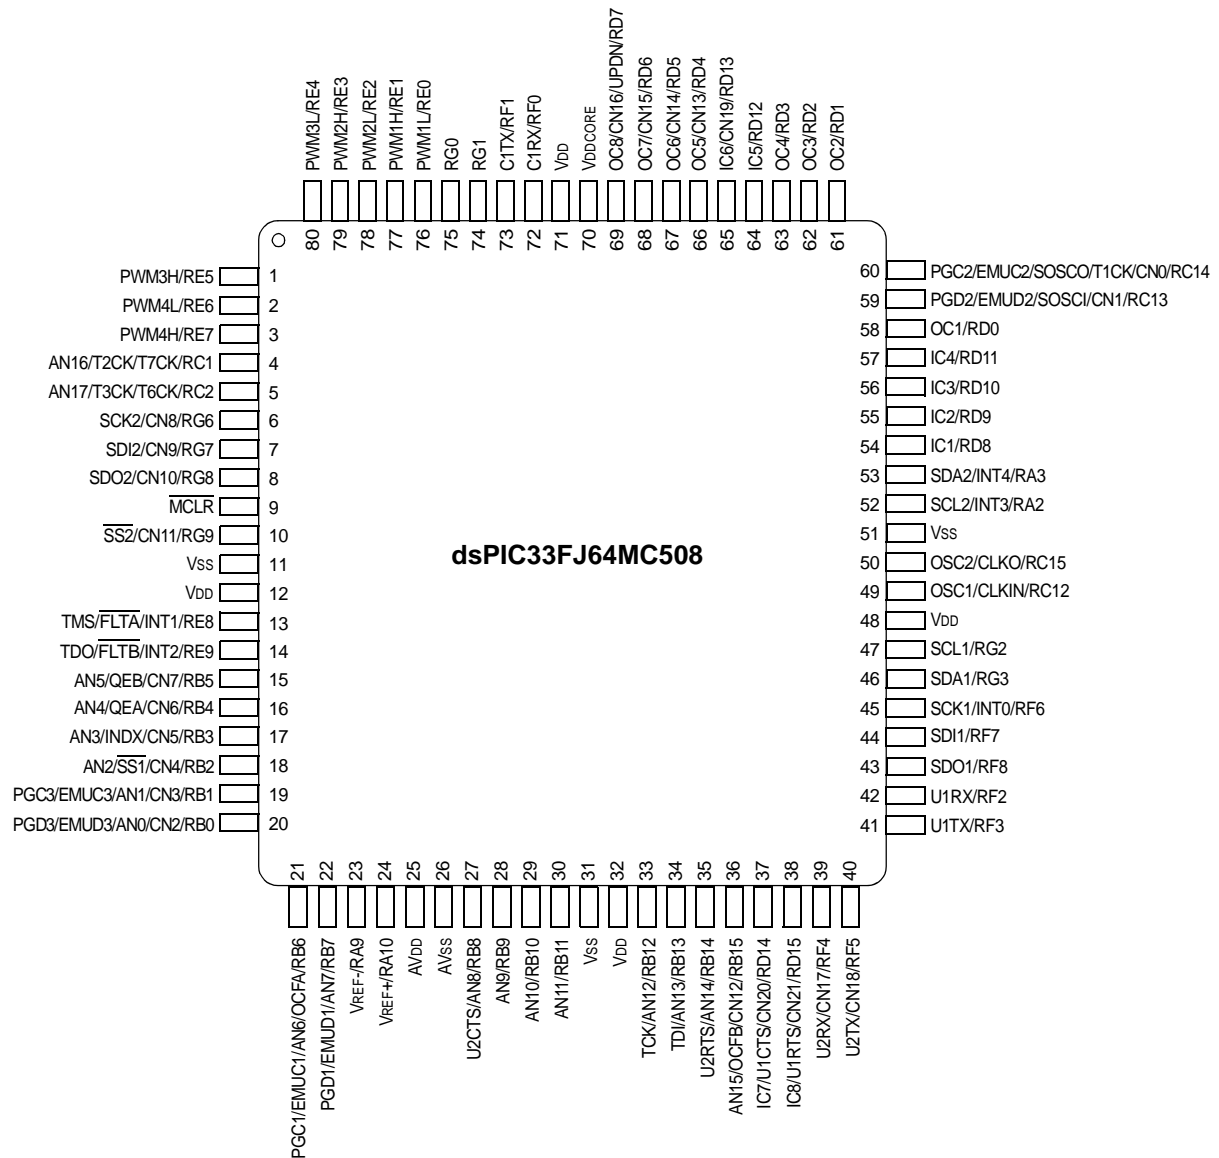 PWM3L/RE4
PWM2H/RE3
PWM2L/RE2
PWM1H/RE1
PWM1L/RE0
RG0
RG1
C1TX/RF1
C1RX/RF0
VDD
VDDCORE
OC8/CN16/UPDN/RD7
OC7/CN15/RD6
OC6/CN14/RD5
OC5/CN13/RD4
IC6/CN19/RD13
IC5/RD12
OC4/RD3
OC3/RD2
OC2/RD1
80
79
78
77
76
75
74
73
72
71
70
69
68
67
66
65
64
63
62
61
PWM3H/RE5 1
PWM4L/RE6 2
PWM4H/RE7 3
AN16/T2CK/T7CK/RC1 4
AN17/T3CK/T6CK/RC2 5
SCK2/CN8/RG6 6
SDI2/CN9/RG7 7
SDO2/CN10/RG8 8
MCLR 9
SS2/CN11/RG9 10
VSS 11
VDD 12
TMS/FLTA/INT1/RE8 13
TDO/FLTB/INT2/RE9 14
AN5/QEB/CN7/RB5 15
AN4/QEA/CN6/RB4 16
AN3/INDX/CN5/RB3 17
AN2/SS1/CN4/RB2 18
PGC3/EMUC3/AN1/CN3/RB1 19
PGD3/EMUD3/AN0/CN2/RB0 20
dsPIC33FJ64MC508
60 PGC2/EMUC2/SOSCO/T1CK/CN0/RC14
59 PGD2/EMUD2/SOSCI/CN1/RC13
58 OC1/RD0
57 IC4/RD11
56 IC3/RD10
55 IC2/RD9
54 IC1/RD8
53 SDA2/INT4/RA3
52 SCL2/INT3/RA2
51 VSS
50 OSC2/CLKO/RC15
49 OSC1/CLKIN/RC12
48 VDD
47 SCL1/RG2
46 SDA1/RG3
45 SCK1/INT0/RF6
44 SDI1/RF7
43 SDO1/RF8
42 U1RX/RF2
41 U1TX/RF3
21
22
23
24
25
26
27
28
29
30
31
32
33
34
35
36
37
38
39
40
PGC1/EMUC1/AN6/OCFA/RB6
PGD1/EMUD1/AN7/RB7
VREF-/RA9
VREF+/RA10
AVDD
AVSS
U2CTS/AN8/RB8
AN9/RB9
AN10/RB10
AN11/RB11
VSS
VDD
TCK/AN12/RB12
TDI/AN13/RB13
U2RTS/AN14/RB14
AN15/OCFB/CN12/RB15
IC7/U1CTS/CN20/RD14
IC8/U1RTS/CN21/RD15
U2RX/CN17/RF4
U2TX/CN18/RF5